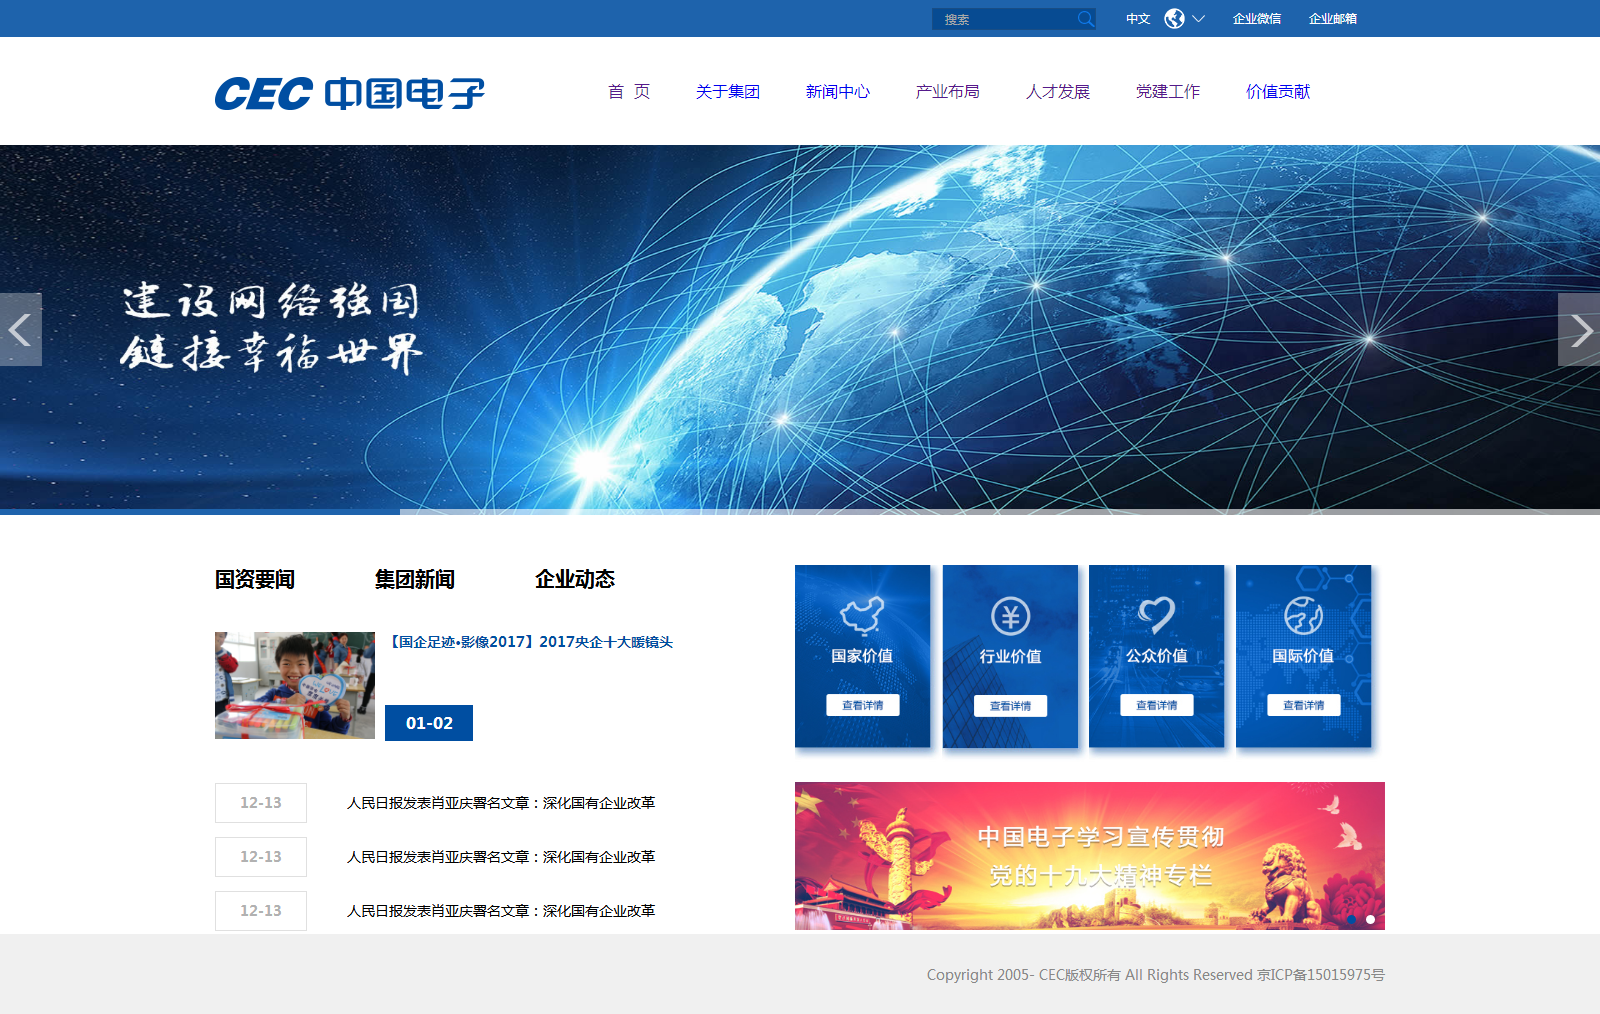 搜索
中文
企业微信
企业邮箱
CEC 中国电子
首 页
关于集团
新闻中心
产业布局
人才发展
党建工作
价值贡献
建设网络强国
链接幸福世界
国资要闻
集团新闻
企业动态
【国企足迹•影像2017】2017央企十大暖镜头
01-02
12-13
人民日报发表肖亚庆署名文章：深化国有企业改革
12-13
人民日报发表肖亚庆署名文章：深化国有企业改革
12-13
人民日报发表肖亚庆署名文章：深化国有企业改革
国家价值
查看详情
行业价值
查看详情
公众价值
查看详情
国际价值
查看详情
中国电子学习宣传贯彻
党的十九大精神专栏
Copyright 2005- CEC版权所有 All Rights Reserved 京ICP备15015975号